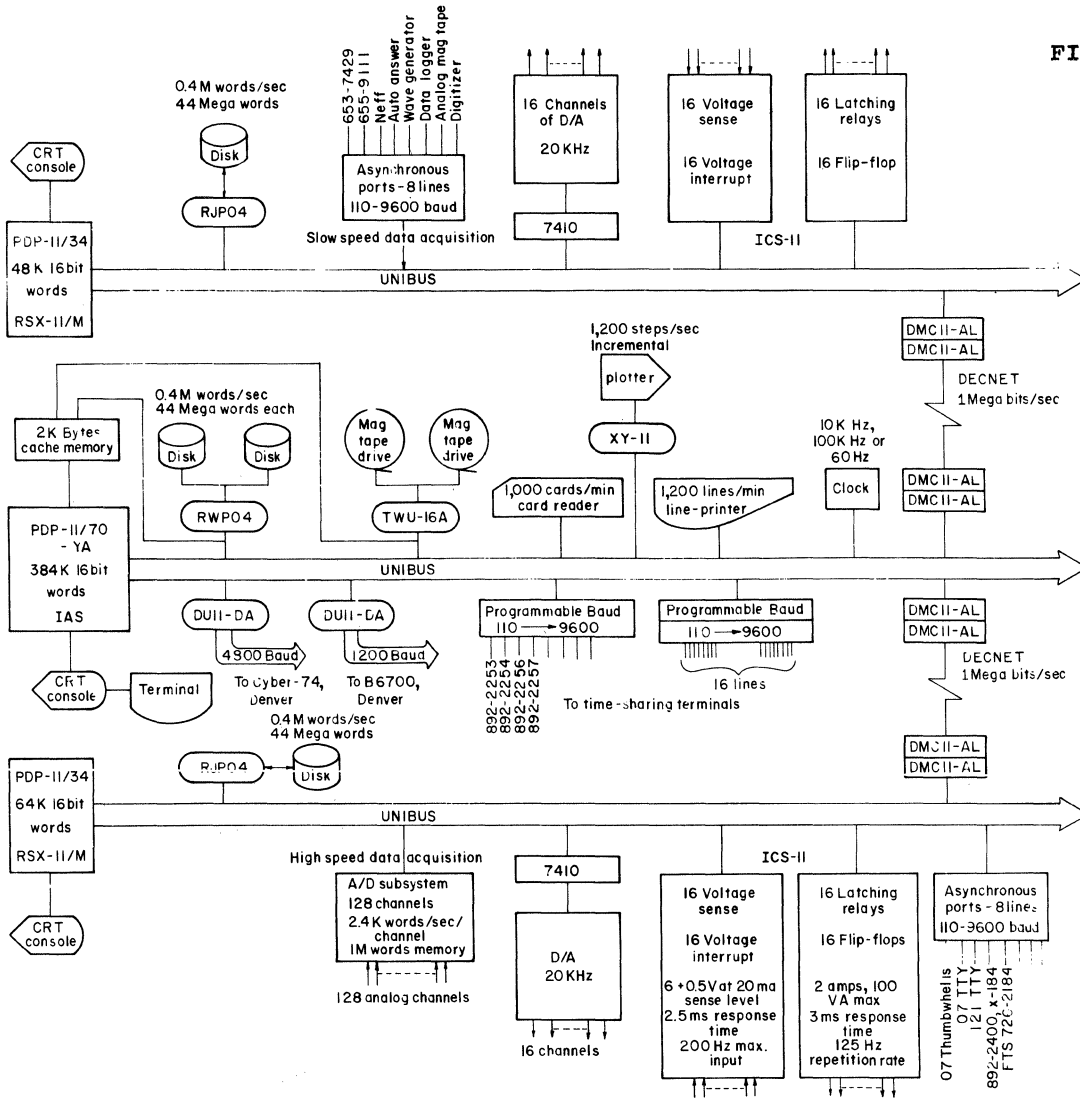 FI
0.4 M words/sec
44 Mega words
Disk
RJP04
CRT
console
PDP-11/34
48K 16bit
words
RSX-11/M
653-7429
655-9111
Neff
Auto answer
Wave generator
Data logger
Analog mag tape
Digitizer
Asynchronous
ports-8 lines
110-9600 baud
Slow speed data acquisition
16 Channels
of D/A
20 KHz
7410
16 Voltage
sense
16 Voltage
interrupt
16 Latching
relays
16 Flip-flop
ICS-11
UNIBUS
DMC11-AL
DMC11-AL
DECNET
1 Mega bits/sec
DMC11-AL
DMC11-AL
2K Bytes
cache memory
0.4 M words/sec
44 Mega words each
Disk
Disk
RWP04
Mag
tape
drive
Mag
tape
drive
TWU-16A
1,200 steps/sec
Incremental
plotter
XY-11
1,000 cards/min
card reader
1,200 lines/min
line-printer
10K Hz,
100K Hz or
60 Hz
Clock
PDP-11/70
-YA
384K 16bit
words
IAS
UNIBUS
DU11-DA
4800 Baud
To Cyber-74,
Denver
DU11-DA
1200 Baud
To B6700,
Denver
Programmable Baud
110 → 9600
892-2253
892-2254
892-2256
892-2257
Programmable Baud
110 → 9600
16 lines
To time-sharing terminals
CRT
console
Terminal
DMC11-AL
DMC11-AL
DECNET
1 Mega bits/sec
DMC11-AL
DMC11-AL
0.4 M words/sec
44 Mega words
RJP04
Disk
PDP-11/34
64K 16bit
words
RSX-11/M
CRT
console
UNIBUS
High speed data acquisition
A/D subsystem
128 channels
2.4K words/sec/
channel
1M words memory
128 analog channels
7410
D/A
20 KHz
16 channels
ICS-11
16 Voltage
sense
16 Voltage
interrupt
6 +0.5V at 20 ma
sense level
2.5 ms response
time
200 Hz max.
input
16 Latching
relays
16 Flip-flops
2 amps, 100
VA max
3 ms response
time
125 Hz
repetition rate
Asynchronous
ports-8 lines
110-9600 baud
07 Thumbwhells
07 TTY
121 TTY
892-2400, x-184
FTS 726-2184